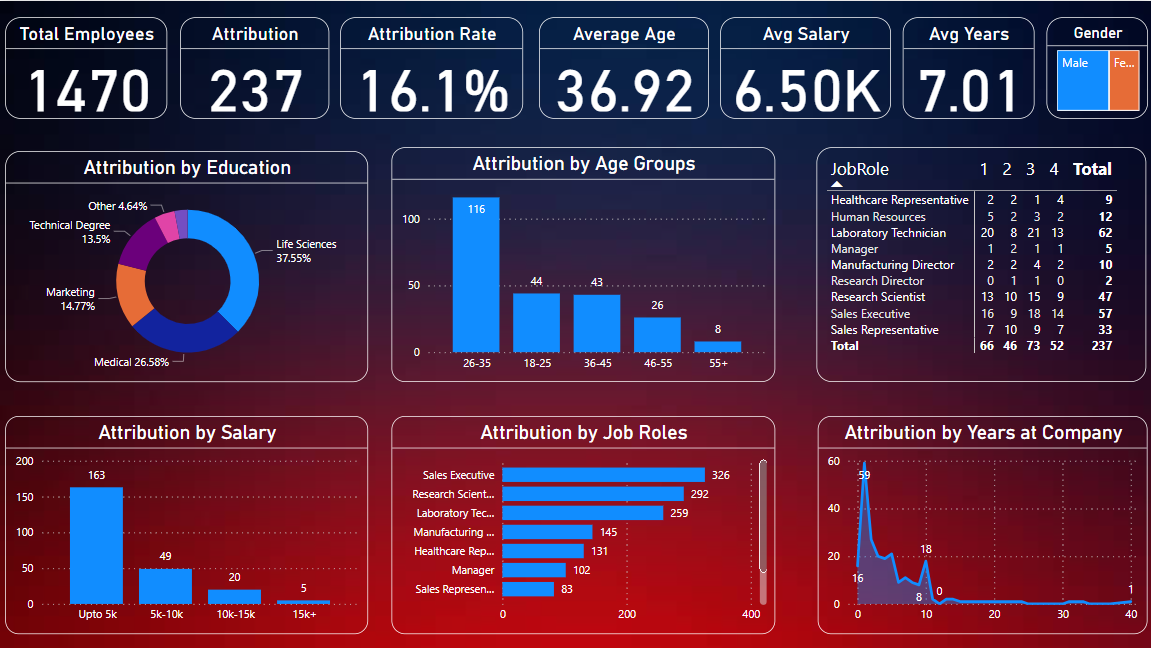 Total Employees
1470
Attribution
237
Attribution Rate
16.1%
Average Age
36.92
Avg Salary
6.50K
Avg Years
7.01
Gender
Male
Fe...
Attribution by Education
Other 4.64%
Technical Degree
13.5%
Marketing
14.77%
Medical 26.58%
Life Sciences
37.55%
Attribution by Age Groups
100
50
0
116
44
43
26
8
26-35 18-25 36-45 46-55 55+
JobRole 1 2 3 4 Total
Healthcare Representative 2 2 1 4 9
Human Resources 5 2 3 2 12
Laboratory Technician 20 8 21 13 62
Manager 1 2 1 1 5
Manufacturing Director 2 2 4 2 10
Research Director 0 1 1 0 2
Research Scientist 13 10 15 9 47
Sales Executive 16 9 18 14 57
Sales Representative 7 10 9 7 33
Total 66 46 73 52 237
Attribution by Salary
200
150
100
50
0
163
49
20
5
Upto 5k 5k-10k 10k-15k 15k+
Attribution by Job Roles
Sales Executive 326
Research Scient... 292
Laboratory Tec... 259
Manufacturing ... 145
Healthcare Rep... 131
Manager 102
Sales Represen... 83
0 200 400
Attribution by Years at Company
60
40
20
0
59
16
18
8
0
1
0 10 20 30 40